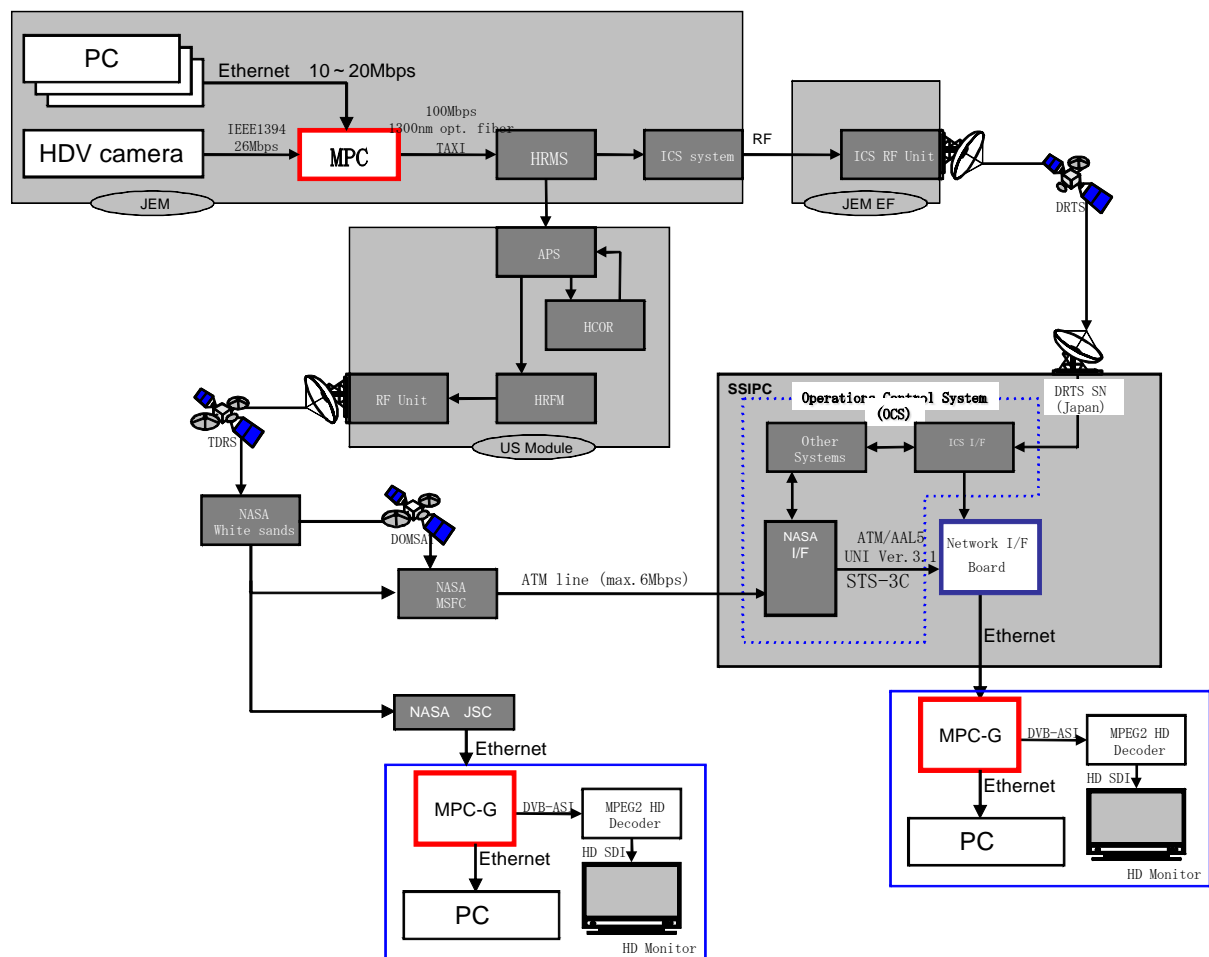 PC
Ethernet 10~20Mbps
HDV camera
IEEE1394
26Mbps
MPC
100Mbps
1300nm opt. fiber
TAXI
HRMS
ICS system
RF
ICS RF Unit
JEM
JEM EF
DRTS
APS
HCOR
RF Unit
HRFM
US Module
TDRS
NASA
White sands
DOMSAT
NASA
MSFC
ATM line (max.6Mbps)
SSIPC
Operations Control System
(OCS)
DRTS SN
(Japan)
Other
Systems
ICS I/F
NASA
I/F
ATM/AAL5
UNI Ver.3.1
STS-3C
Network I/F
Board
Ethernet
NASA JSC
Ethernet
MPC-G
DVB-ASI
MPEG2 HD
Decoder
Ethernet
HD SDI
PC
HD Monitor
MPC-G
DVB-ASI
MPEG2 HD
Decoder
Ethernet
HD SDI
PC
HD Monitor